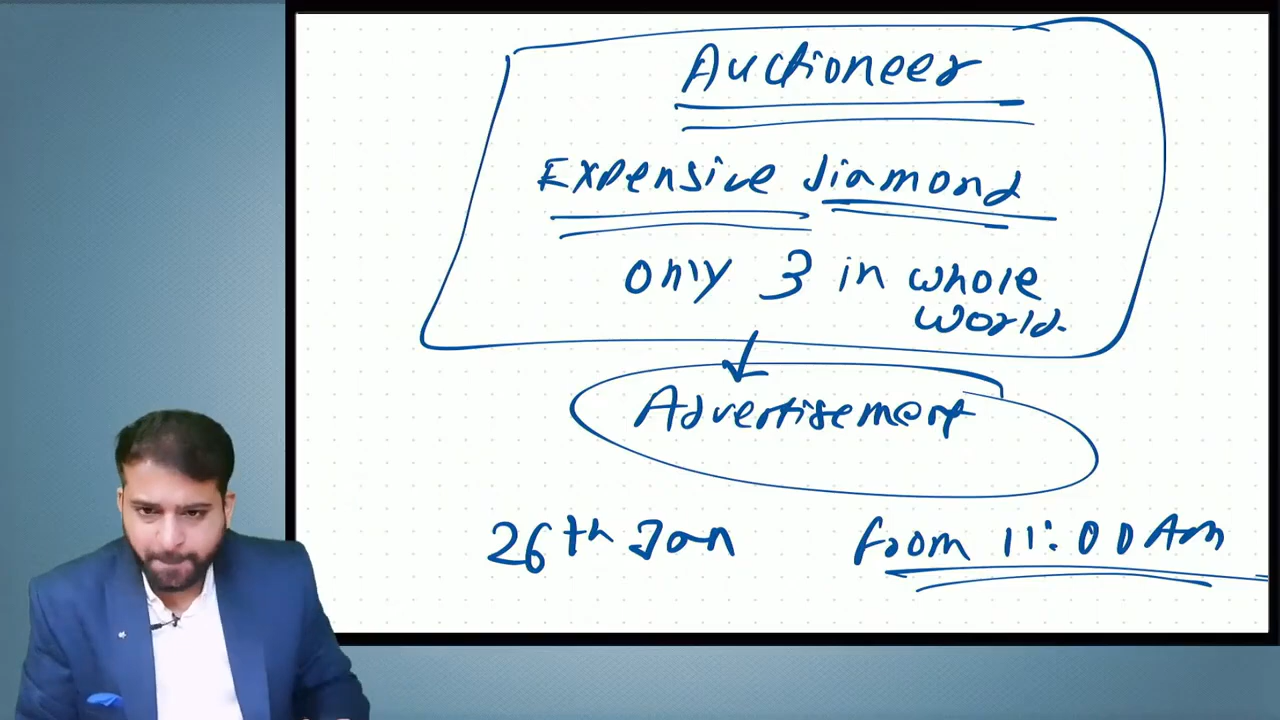 Auctioneer
Expensive diamond
only 3 in whole
world.
Advertisement
26th Jan from 11:00 Am